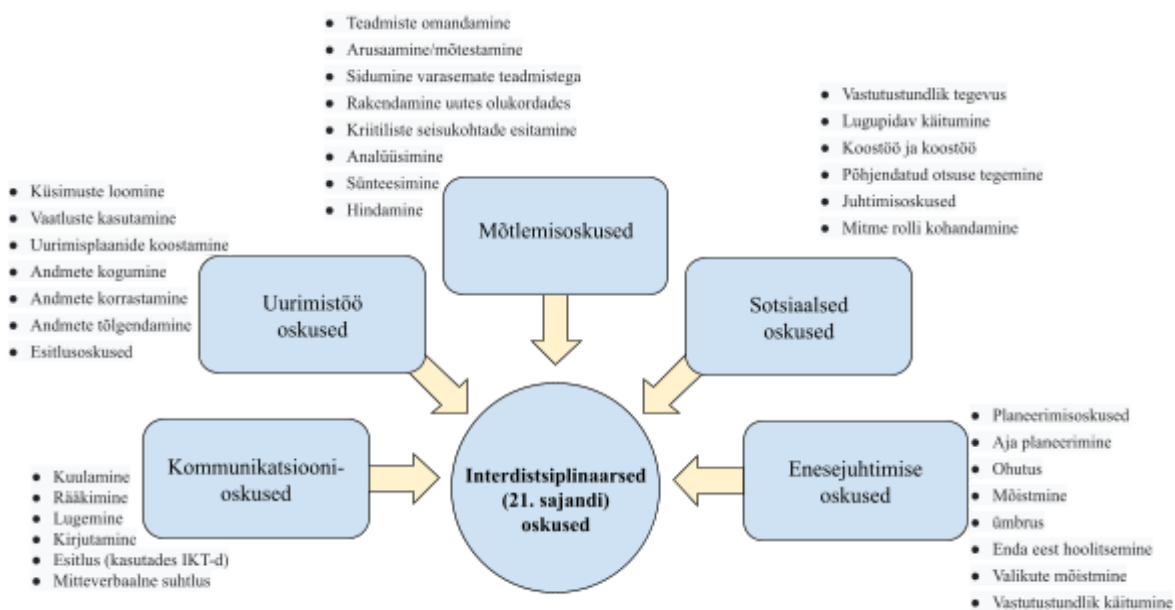 Teadmiste omandamine
Arusaamine/mõtestamine
Sidumine varasemate teadmistega
Rakendamine uutes olukordades
Kriitiliste seisukohtade esitamine
Analüüsimine
Sünteesimine
Hindamine
Mõtlemisoskused
Vastutustundlik tegevus
Lugupidav käitumine
Koostöö ja koostöö
Põhjendatud otsuse tegemine
Juhtimisoskused
Mitme rolli kohandamine
Sotsiaalsed
oskused
Küsimuste loomine
Vaatluste kasutamine
Uurimisplaanide koostamine
Andmete kogumine
Andmete korrastamine
Andmete tõlgendamine
Esitlusoskused
Uurimistöö
oskused
Kommunikatsiooni-
oskused
Kuulamine
Rääkimine
Lugemine
Kirjutamine
Esitlus (kasutades IKT-d)
Mitteverbaalne suhtlus
Interdistsiplinaarsed
(21. sajandi)
oskused
Enesejuhtimise
oskused
Planeerimisoskused
Aja planeerimine
Ohutus
Mõistmine
ümbrus
Enda eest hoolitsemine
Valikute mõistmine
Vastutustundlik käitumine